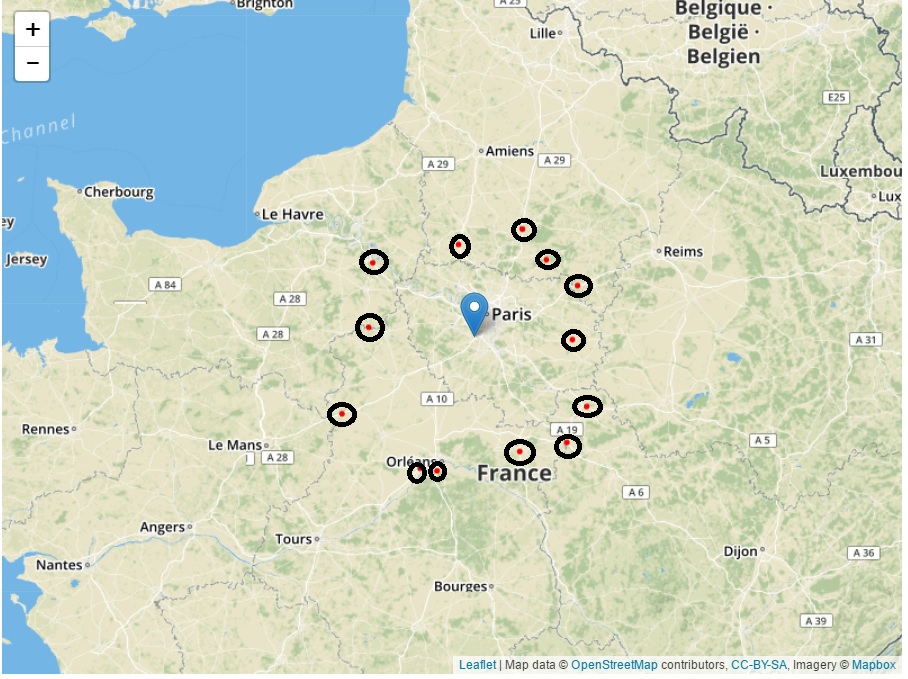 Brighton
A 25
Belgique ·
België ·
Belgien
+
Lille
−
E25
Channel
Amiens
A 29
A 29
Luxembou
Cherbourg
Lux
Le Havre
ey
Reims
Jersey
A 84
A 28
Paris
A 28
A 31
A 10
Rennes
A 19
A 5
Le Mans
A 28
Orléans
France
A 6
Angers
Tours
Dijon
A 36
Nantes
Bourges
A 39
Leaflet | Map data © OpenStreetMap contributors, CC-BY-SA, Imagery © Mapbox